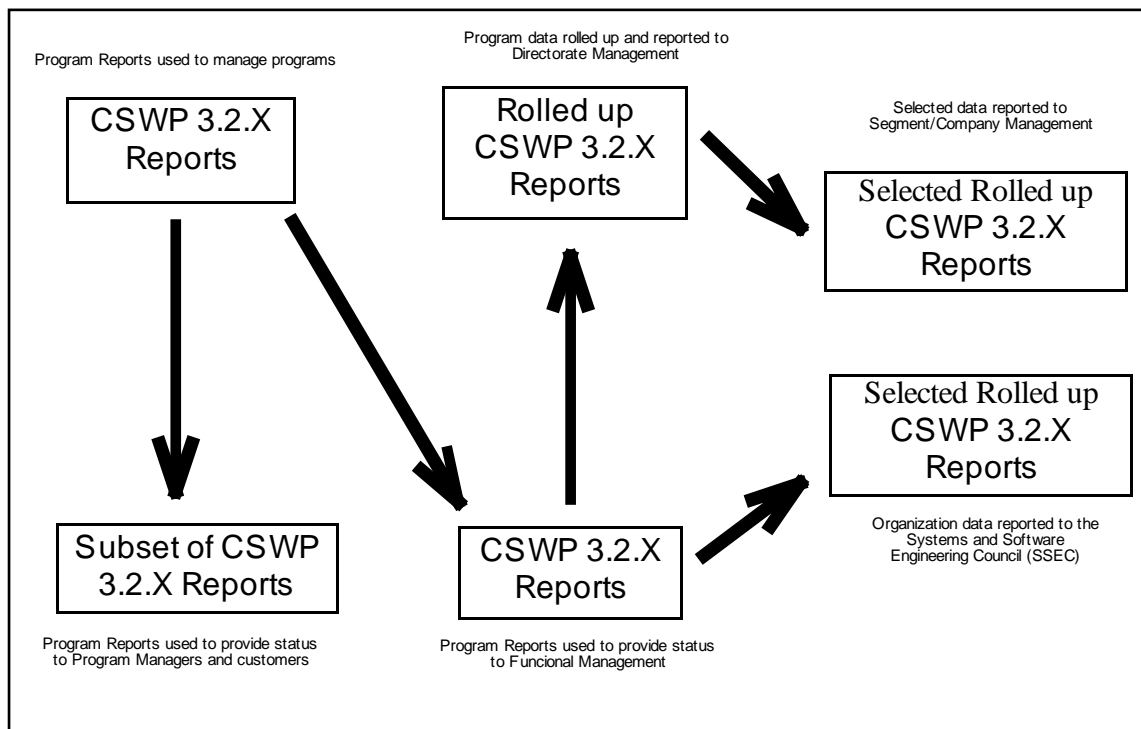 Program Reports used to manage programs
CSWP 3.2.X
Reports
Program data rolled up and reported to
Directorate Management
Rolled up
CSWP 3.2.X
Reports
Selected data reported to
Segment/Company Management
Selected Rolled up
CSWP 3.2.X
Reports
Selected Rolled up
CSWP 3.2.X
Reports
Organization data reported to the
Systems and Software
Engineering Council (SSEC)
Subset of CSWP
3.2.X Reports
Program Reports used to provide status
to Program Managers and customers
CSWP 3.2.X
Reports
Program Reports used to provide status
to Funcional Management